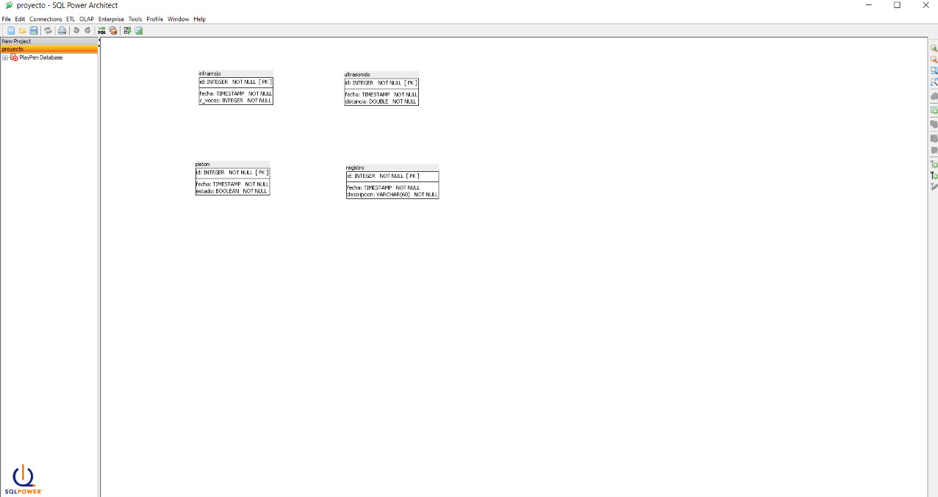 proyecto - SQL Power Architect
File Edit Connections ETL OLAP Enterprise Tools Profile Window Help
SQL
New Project
proyecto
PlayPen Database
infrarrojo
id: INTEGER NOT NULL [ PK ]
fecha: TIMESTAMP NOT NULL
c_veces: INTEGER NOT NULL
ultrasonido
id: INTEGER NOT NULL [ PK ]
fecha: TIMESTAMP NOT NULL
distancia: DOUBLE NOT NULL
piston
id: INTEGER NOT NULL [ PK ]
fecha: TIMESTAMP NOT NULL
estado: BOOLEAN NOT NULL
registro
id: INTEGER NOT NULL [ PK ]
fecha: TIMESTAMP NOT NULL
descripcion: VARCHAR(60) NOT NULL
SQLPOWER